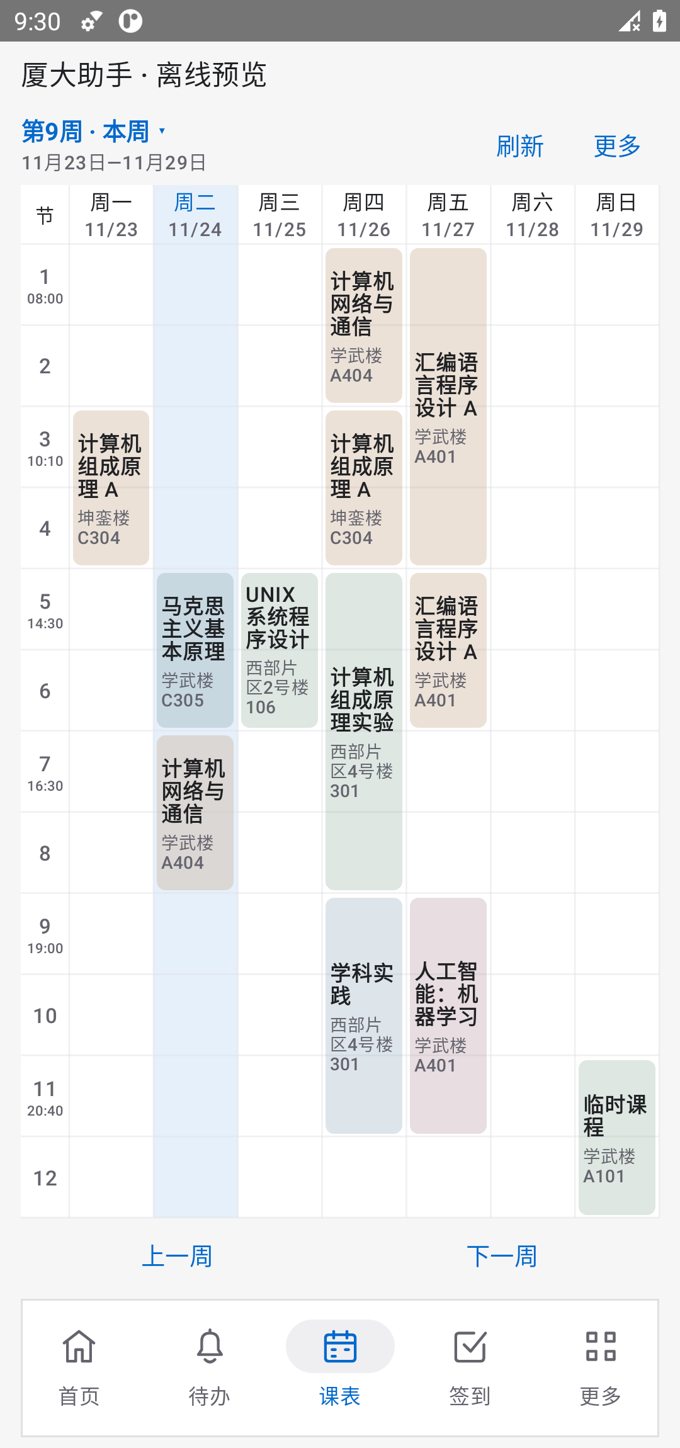 9:30
厦大助手 · 离线预览
第9周 · 本周
11月23日—11月29日
刷新
更多
节
周一
11/23
周二
11/24
周三
11/25
周四
11/26
周五
11/27
周六
11/28
周日
11/29
1
08:00
2
3
10:10
4
5
14:30
6
7
16:30
8
9
19:00
10
11
20:40
12
计算机
组成原
理 A
坤銮楼
C304
马克思
主义基
本原理
学武楼
C305
计算机
网络与
通信
学武楼
A404
UNIX
系统程
序设计
西部片
区2号楼
106
计算机
网络与
通信
学武楼
A404
计算机
组成原
理 A
坤銮楼
C304
计算机
组成原
理实验
西部片
区4号楼
301
学科实
践
西部片
区4号楼
301
汇编语
言程序
设计 A
学武楼
A401
汇编语
言程序
设计 A
学武楼
A401
人工智
能：机
器学习
学武楼
A401
临时课
程
学武楼
A101
上一周
下一周
首页
待办
课表
签到
更多